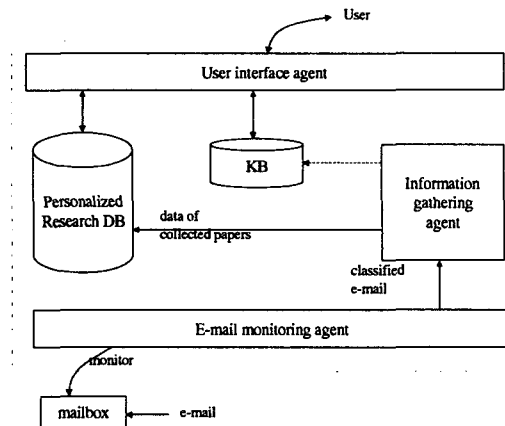 User
User interface agent
KB
Personalized
Research DB
Information
gathering
agent
data of
collected papers
classified
e-mail
E-mail monitoring agent
monitor
mailbox
e-mail